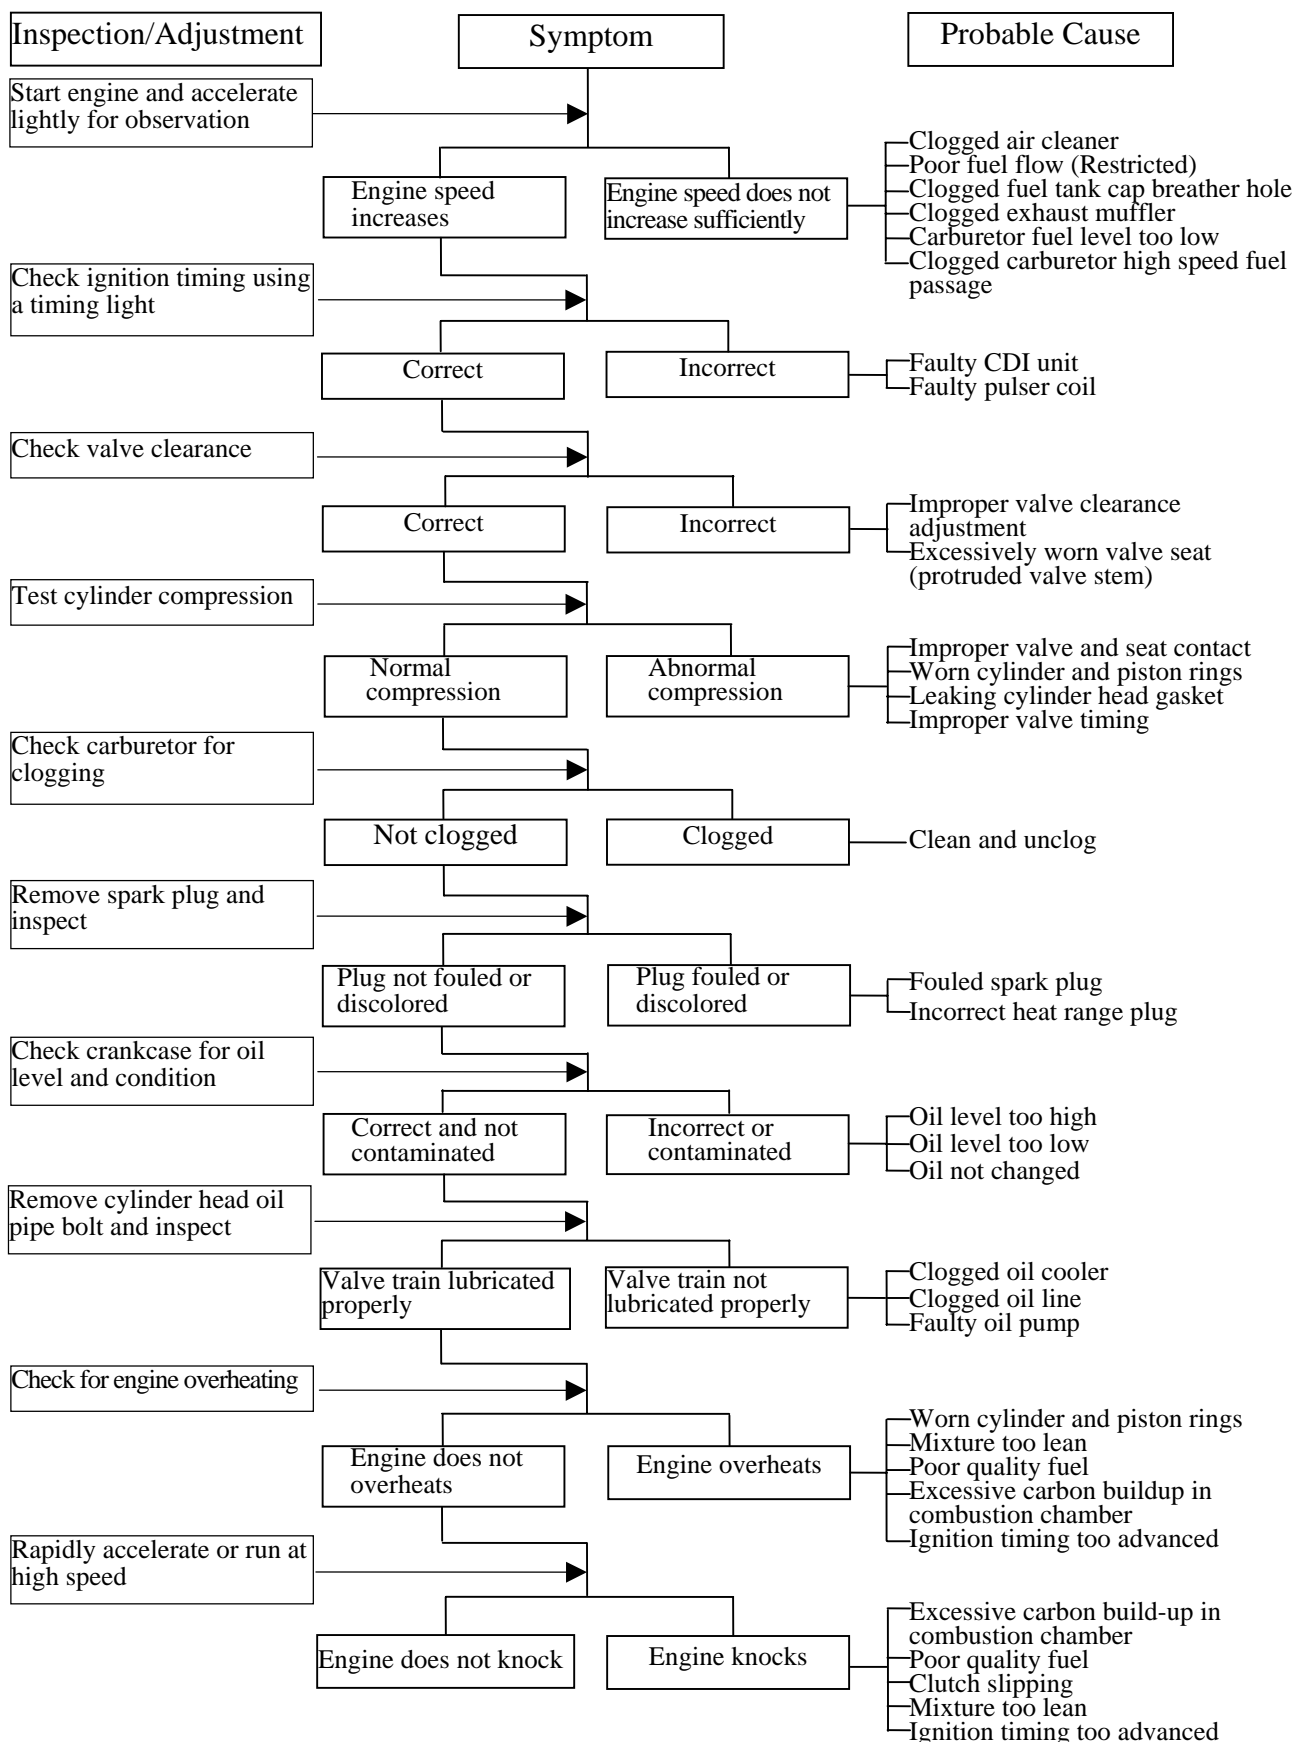 Inspection/Adjustment
Symptom
Probable Cause
Start engine and accelerate
lightly for observation
Engine speed
increases
Engine speed does not
increase sufficiently
Clogged air cleaner
Poor fuel flow (Restricted)
Clogged fuel tank cap breather hole
Clogged exhaust muffler
Carburetor fuel level too low
Clogged carburetor high speed fuel
passage
Check ignition timing using
a timing light
Correct
Incorrect
Faulty CDI unit
Faulty pulser coil
Check valve clearance
Correct
Incorrect
Improper valve clearance
adjustment
Excessively worn valve seat
(protruded valve stem)
Test cylinder compression
Normal
compression
Abnormal
compression
Improper valve and seat contact
Worn cylinder and piston rings
Leaking cylinder head gasket
Improper valve timing
Check carburetor for
clogging
Not clogged
Clogged
Clean and unclog
Remove spark plug and
inspect
Plug not fouled or
discolored
Plug fouled or
discolored
Fouled spark plug
Incorrect heat range plug
Check crankcase for oil
level and condition
Correct and not
contaminated
Incorrect or
contaminated
Oil level too high
Oil level too low
Oil not changed
Remove cylinder head oil
pipe bolt and inspect
Valve train lubricated
properly
Valve train not
lubricated properly
Clogged oil cooler
Clogged oil line
Faulty oil pump
Check for engine overheating
Engine does not
overheats
Engine overheats
Worn cylinder and piston rings
Mixture too lean
Poor quality fuel
Excessive carbon buildup in
combustion chamber
Ignition timing too advanced
Rapidly accelerate or run at
high speed
Engine does not knock
Engine knocks
Excessive carbon build-up in
combustion chamber
Poor quality fuel
Clutch slipping
Mixture too lean
Ignition timing too advanced